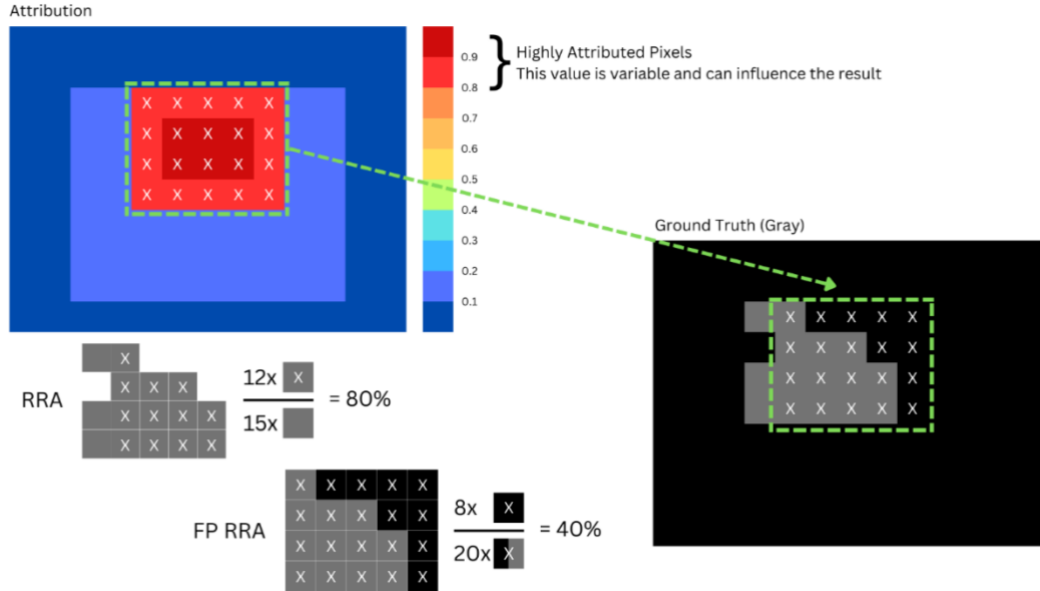 Attribution
Highly Attributed Pixels
This value is variable and can influence the result
0.9
0.8
0.7
0.6
0.5
0.4
0.3
0.2
0.1
X X X X X
X X X X X
X X X X X
X X X X X
Ground Truth (Gray)
X X X X X
X X X X X
X X X X X
X X X X X
RRA
X
X X X
X X X X
X X X X
12x X
15x
= 80%
FP RRA
X X X X X
X X X X X
X X X X X
X X X X X
8x X
20x X
= 40%